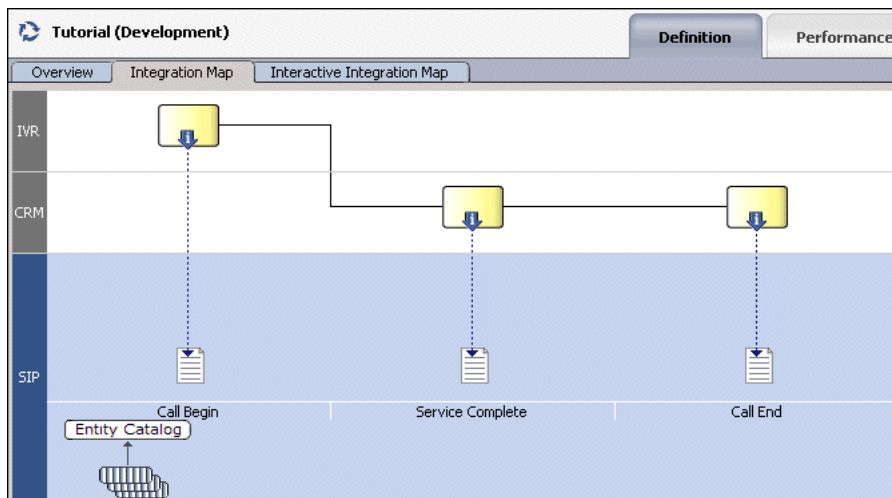 Tutorial (Development)
Definition
Performance
Overview
Integration Map
Interactive Integration Map
IVR
CRM
SIP
Call Begin
Service Complete
Call End
Entity Catalog